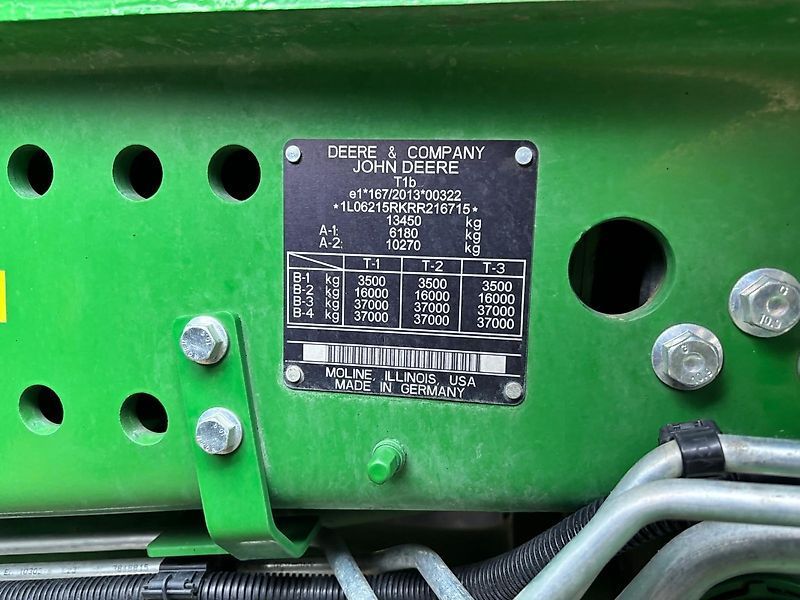 DEERE & COMPANY
JOHN DEERE
T1b
e1*167/2013*00322
*1L06215RKRR216715*
13450 kg
A-1: 6180 kg
A-2: 10270 kg
T-1 T-2 T-3
B-1 kg 3500 3500 3500
B-2 kg 16000 16000 16000
B-3 kg 37000 37000 37000
B-4 kg 37000 37000 37000
MOLINE, ILLINOIS, USA
MADE IN GERMANY
10.9